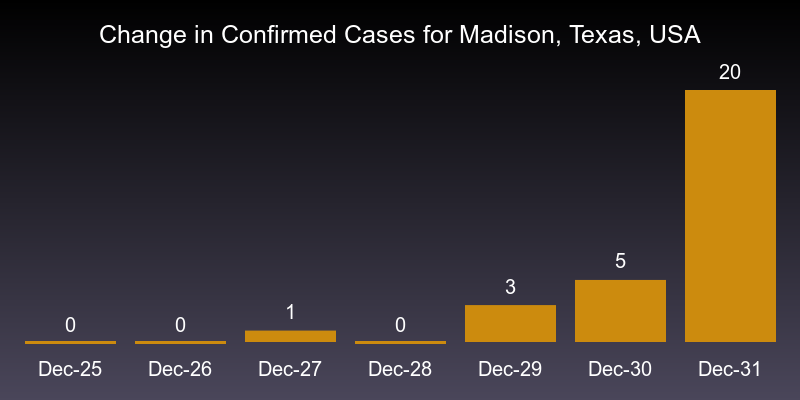 Change in Confirmed Cases for Madison, Texas, USA
20
5
3
1
0 0 0
Dec-25 Dec-26 Dec-27 Dec-28 Dec-29 Dec-30 Dec-31